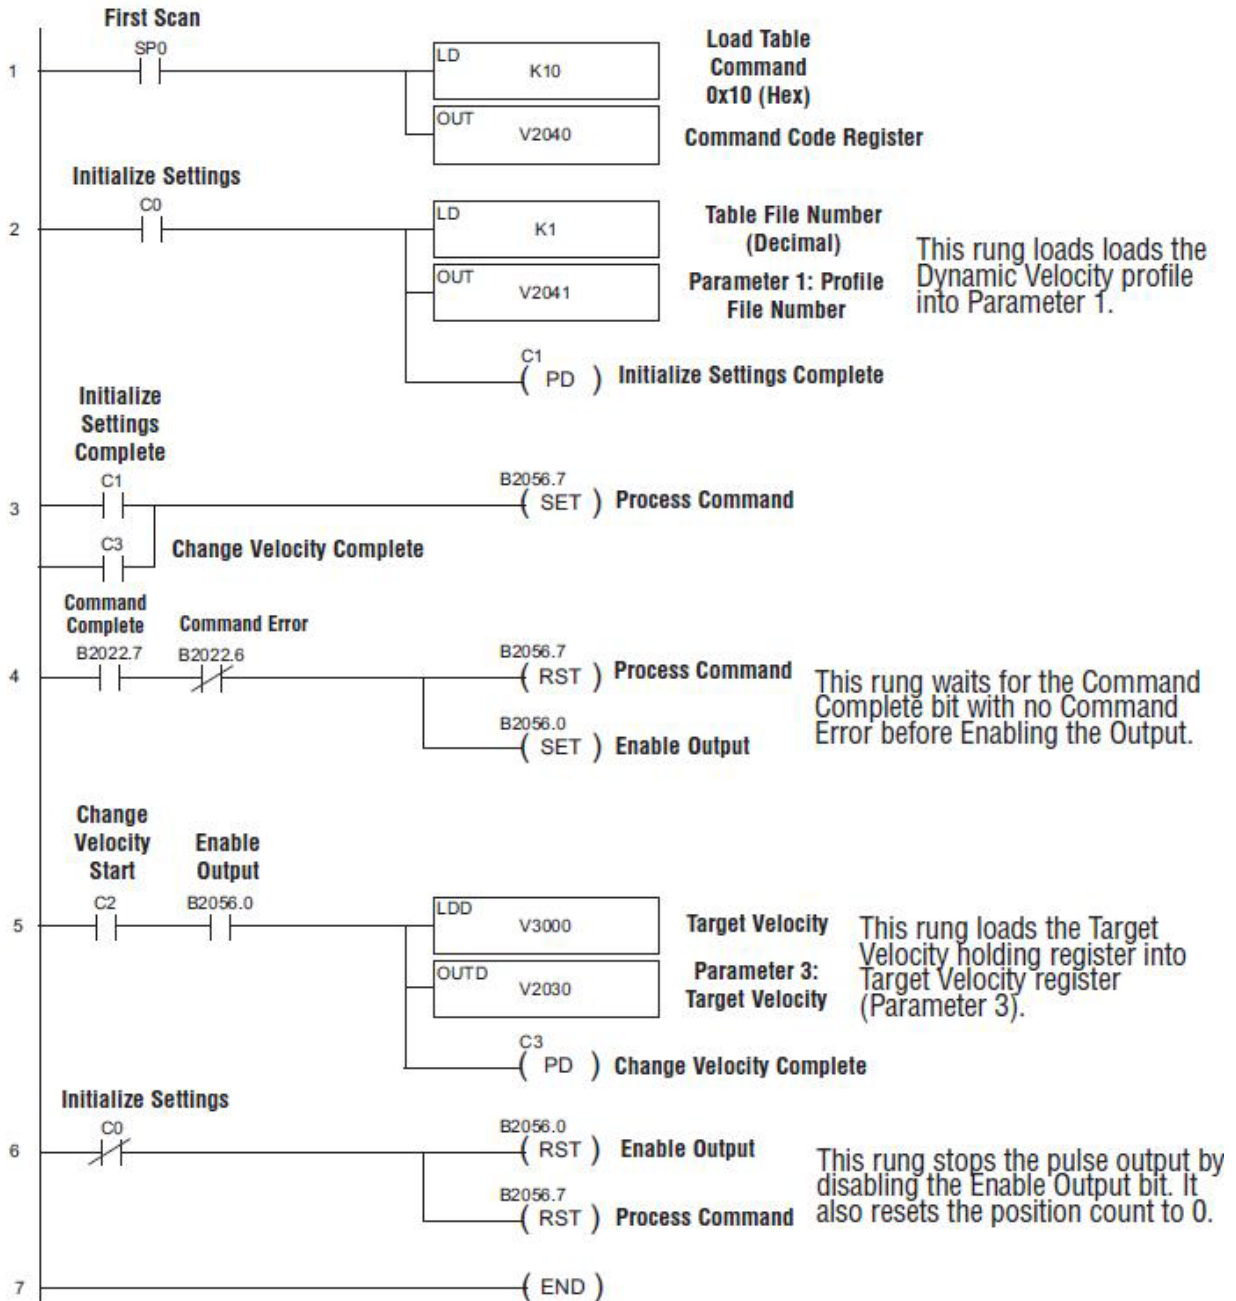 First Scan
SP0
1
LD
K10
Load Table
Command
0x10 (Hex)
OUT
V2040
Command Code Register
Initialize Settings
C0
2
LD
K1
Table File Number
(Decimal)
OUT
V2041
Parameter 1: Profile
File Number
This rung loads loads the
Dynamic Velocity profile
into Parameter 1.
C1
( PD )
Initialize Settings Complete
Initialize
Settings
Complete
C1
3
B2056.7
( SET )
Process Command
C3
Change Velocity Complete
Command
Complete
B2022.7
Command Error
B2022.6
4
B2056.7
( RST )
Process Command
B2056.0
( SET )
Enable Output
This rung waits for the Command
Complete bit with no Command
Error before Enabling the Output.
Change
Velocity
Start
C2
Enable
Output
B2056.0
5
LDD
V3000
Target Velocity
OUTD
V2030
Parameter 3:
Target Velocity
This rung loads the Target
Velocity holding register into
Target Velocity register
(Parameter 3).
C3
( PD )
Change Velocity Complete
Initialize Settings
C0
6
B2056.0
( RST )
Enable Output
B2056.7
( RST )
Process Command
This rung stops the pulse output by
disabling the Enable Output bit. It
also resets the position count to 0.
7
( END )